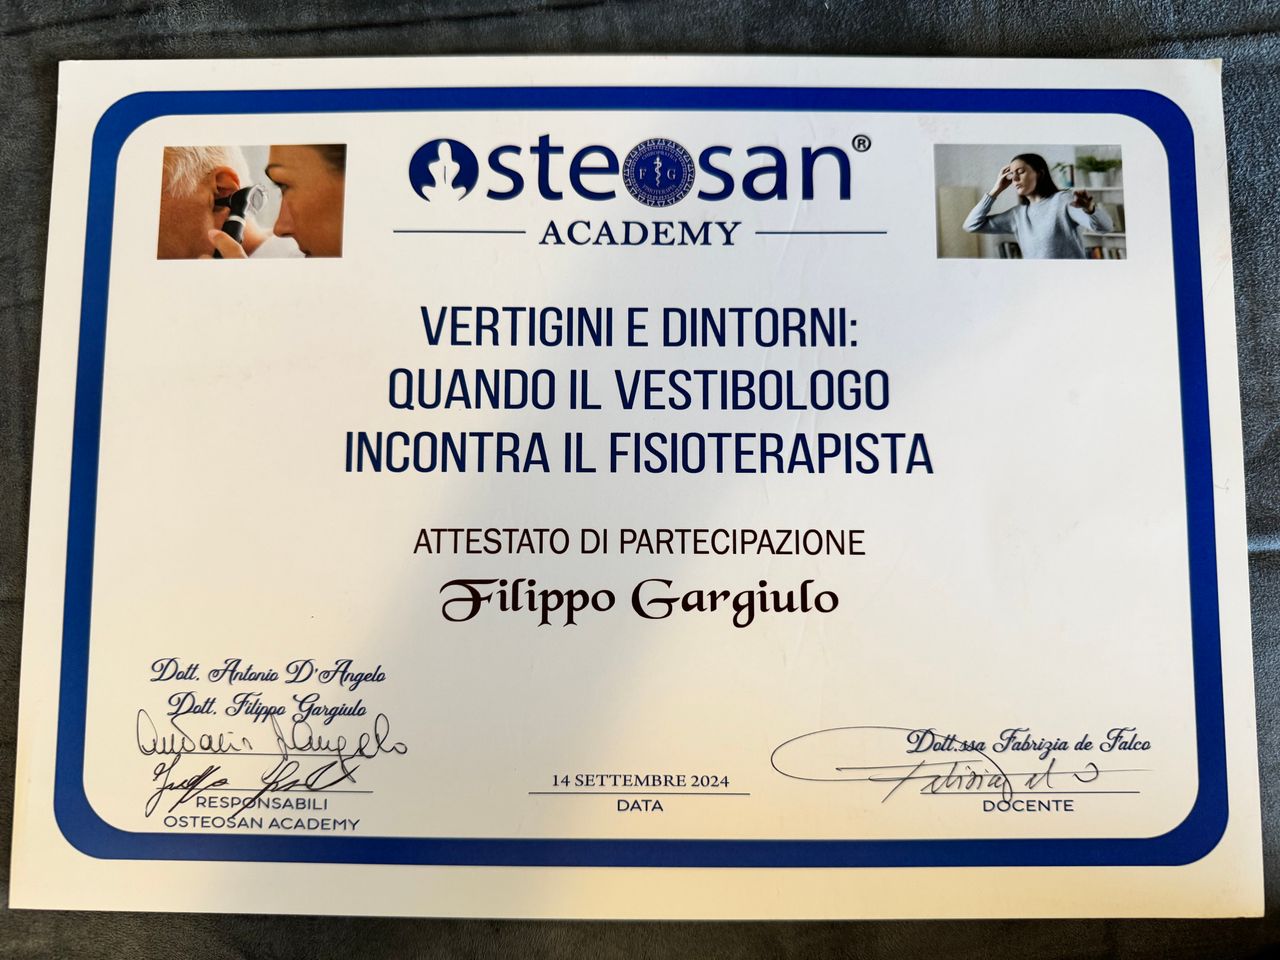 Osteosan®
F G
ACADEMY
VERTIGINI E DINTORNI:
QUANDO IL VESTIBOLOGO
INCONTRA IL FISIOTERAPISTA
ATTESTATO DI PARTECIPAZIONE
Filippo Gargiulo
Dott. Antonio D'Angelo
Dott. Filippo Gargiulo
RESPONSABILI
OSTEOSAN ACADEMY
14 SETTEMBRE 2024
DATA
Dott.ssa Fabrizia de Falco
DOCENTE